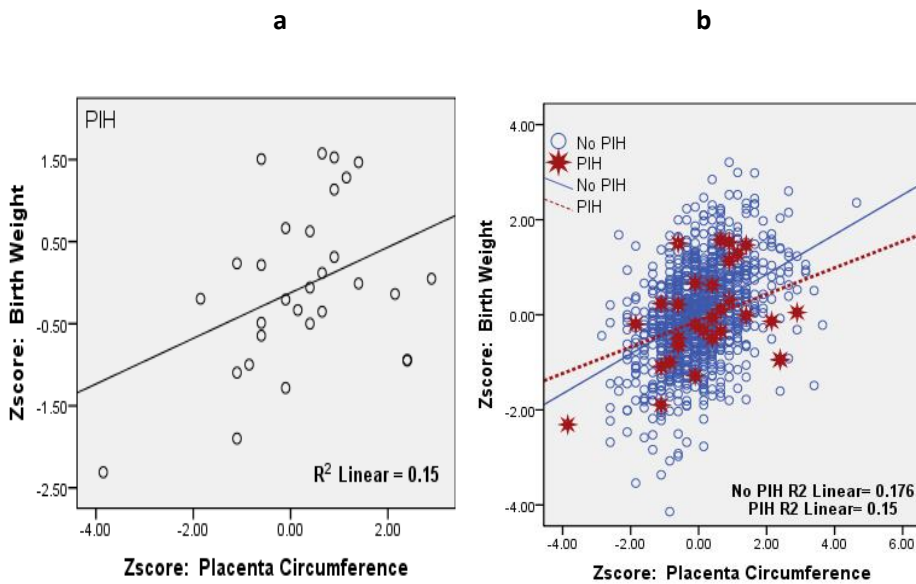 a
PIH
1.50
0.50
-0.50
-1.50
-2.50
Zscore: Birth Weight
R² Linear = 0.15
-4.00 -2.00 0.00 2.00
Zscore: Placenta Circumference
b
4.00
2.00
0.00
-2.00
-4.00
Zscore: Birth Weight
No PIH
PIH
No PIH
PIH
No PIH R2 Linear= 0.176
PIH R2 Linear= 0.15
-4.00 -2.00 0.00 2.00 4.00 6.00
Zscore: Placenta Circumference